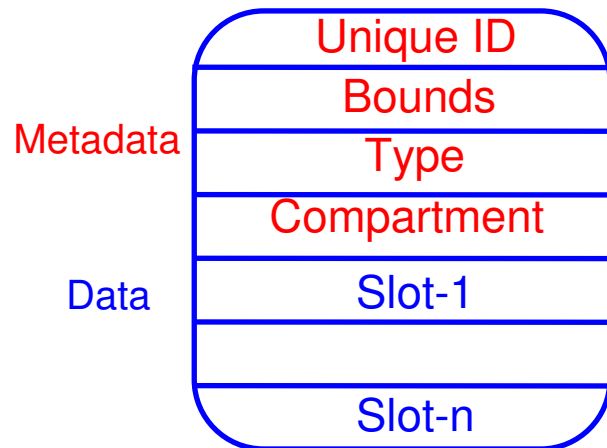 Unique ID
Bounds
Metadata
Type
Compartment
Data
Slot-1
Slot-n